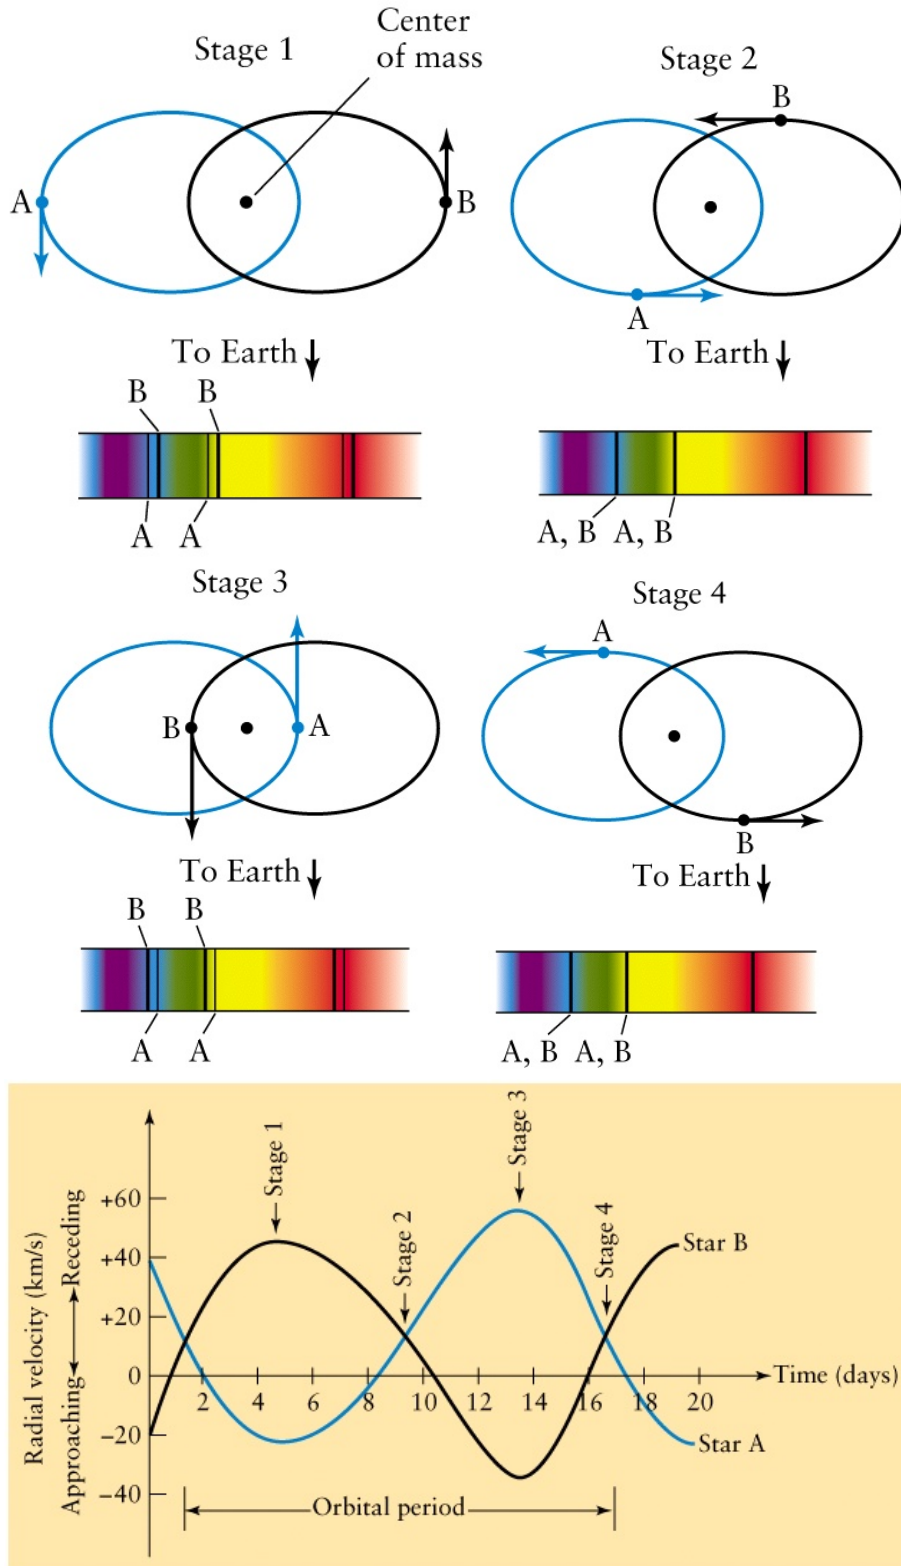 Stage 1
Center
of mass
A
B
To Earth
B
B
A
A
Stage 2
B
A
To Earth
A, B
A, B
Stage 3
B
A
To Earth
B
B
A
A
Stage 4
A
B
To Earth
A, B
A, B
Radial velocity (km/s)
Approaching
Receding
+60
+40
+20
0
−20
−40
Stage 1
Stage 2
Stage 3
Stage 4
Star B
Star A
2
4
6
8
10
12
14
16
18
20
Time (days)
Orbital period